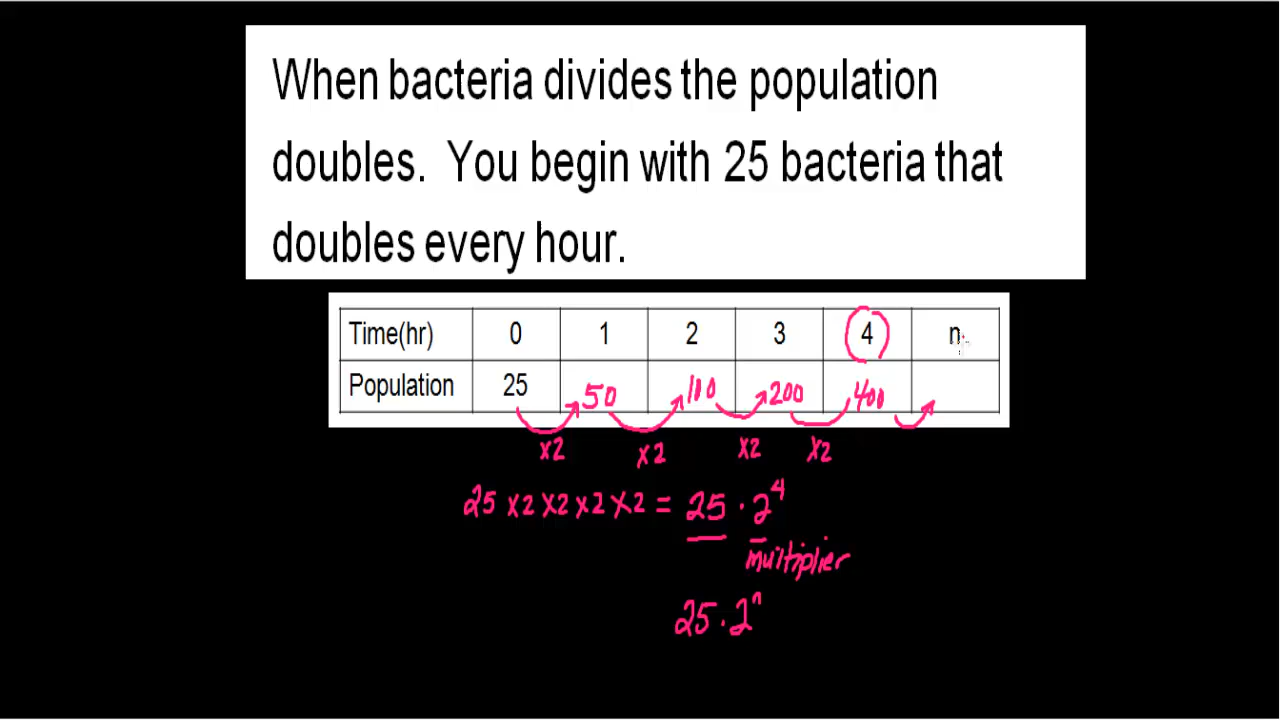 When bacteria divides the population
doubles. You begin with 25 bacteria that
doubles every hour.
Time(hr) 0 1 2 3 4 n
Population 25 50 100 200 400
x2 x2 x2 x2
25 x2 x2 x2 x2 = 25 · 2⁴
multiplier
25 · 2ⁿ